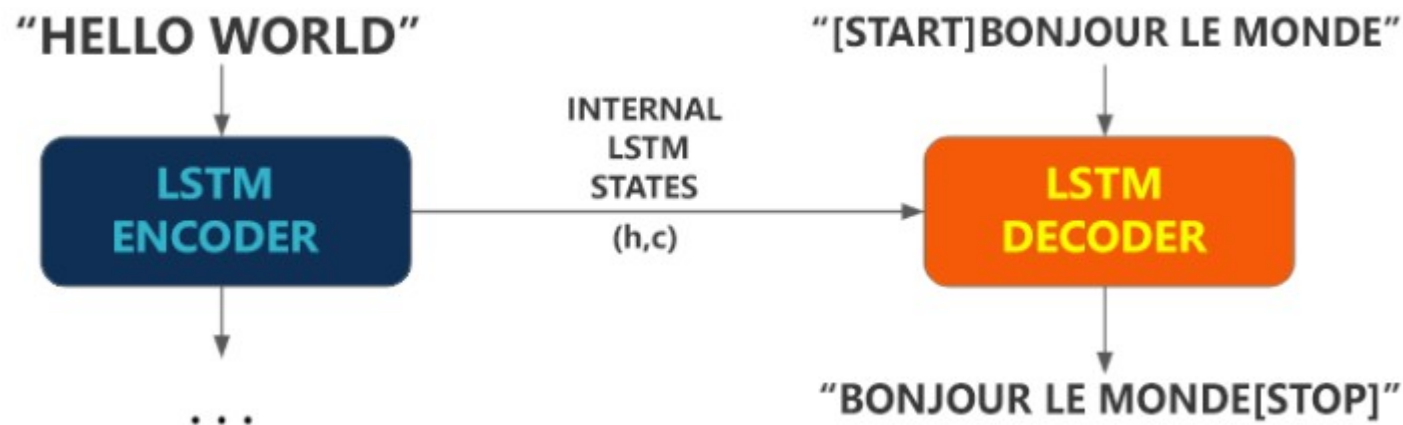 “HELLO WORLD”
LSTM
ENCODER
. . .
INTERNAL
LSTM
STATES
(h,c)
“[START]BONJOUR LE MONDE”
LSTM
DECODER
“BONJOUR LE MONDE[STOP]”